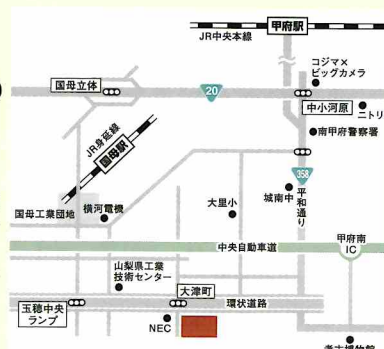 甲府駅
JR中央本線
コジマ×
ビッグカメラ
国母立体
20
中小河原
ニトリ
JR身延線
国母駅
南甲府警察署
358
平和通り
城南中
大里小
国母工業団地
横河電機
甲府南
IC
中央自動車道
山梨県工業
技術センター
大津町
環状道路
玉穂中央
ランプ
NEC
考古博物館